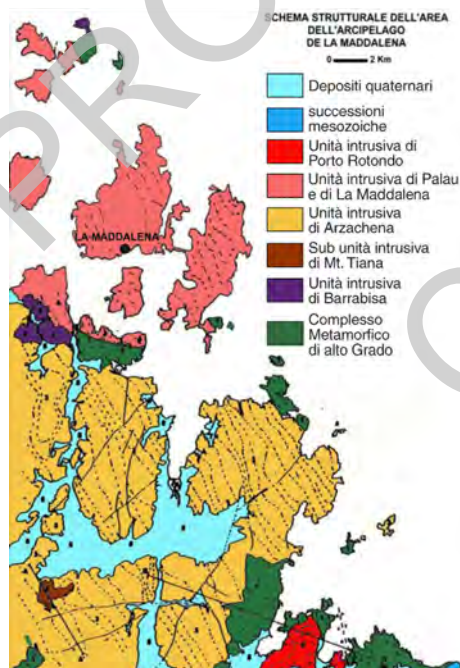 SCHEMA STRUTTURALE DELL'AREA
DELL'ARCIPELAGO
DE LA MADDALENA
0 2 Km
Depositi quaternari
successioni
mesozoiche
Unità intrusiva di
Porto Rotondo
Unità intrusiva di Palau
e di La Maddalena
Unità intrusiva
di Arzachena
Sub unità intrusiva
di Mt. Tiana
Unità intrusiva
di Barrabisa
Complesso
Metamorfico
di alto Grado
LA MADDALENA